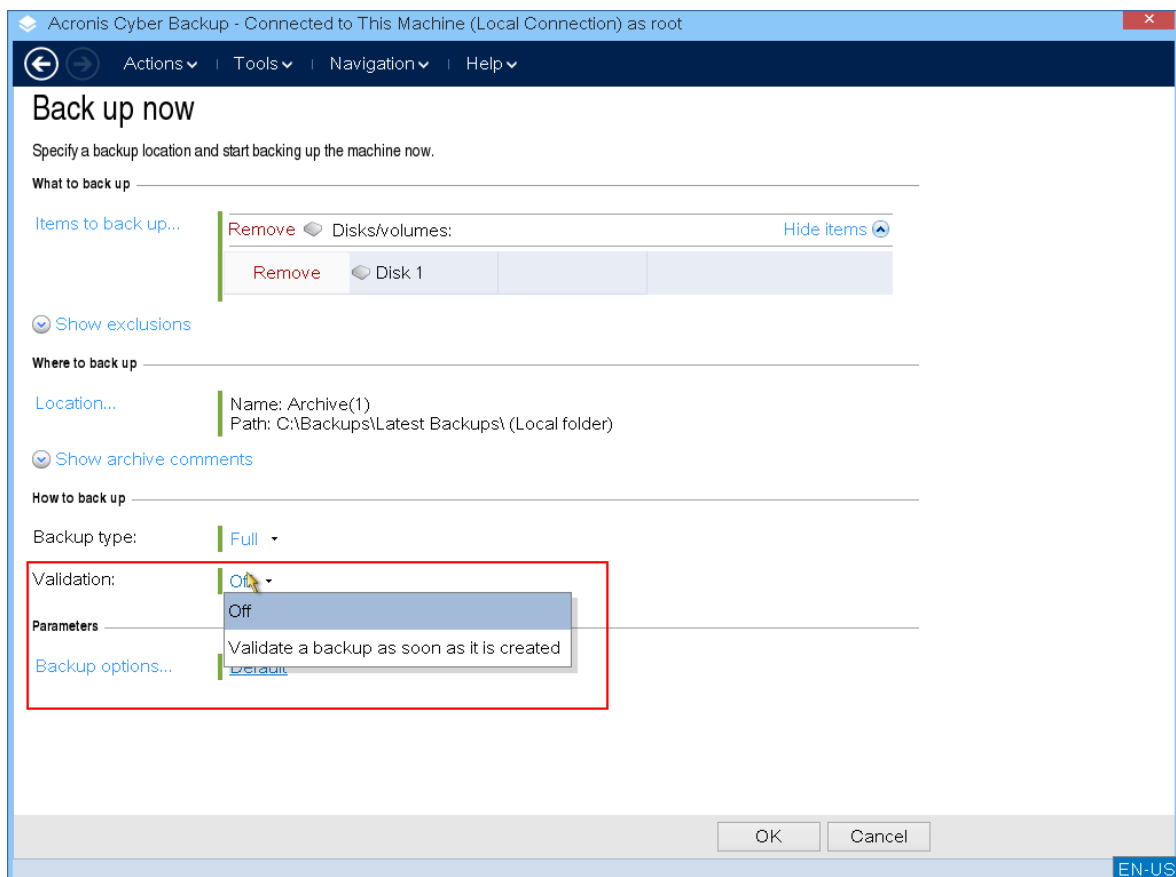 Acronis Cyber Backup - Connected to This Machine (Local Connection) as root
Actions Tools Navigation Help
Back up now
Specify a backup location and start backing up the machine now.
What to back up
Items to back up... Remove Disks/volumes: Hide items
Remove Disk 1
Show exclusions
Where to back up
Location... Name: Archive(1)
Path: C:\Backups\Latest Backups\ (Local folder)
Show archive comments
How to back up
Backup type: Full
Validation: Off
Off
Parameters
Validate a backup as soon as it is created
Backup options... Default
OK Cancel
EN-US